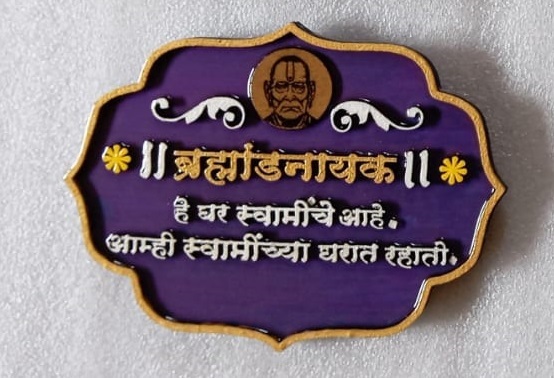 ॥ ब्रह्मांडनायक ॥
हे घर स्वामींचे आहे.
आम्ही स्वामींच्या घरात रहातो.